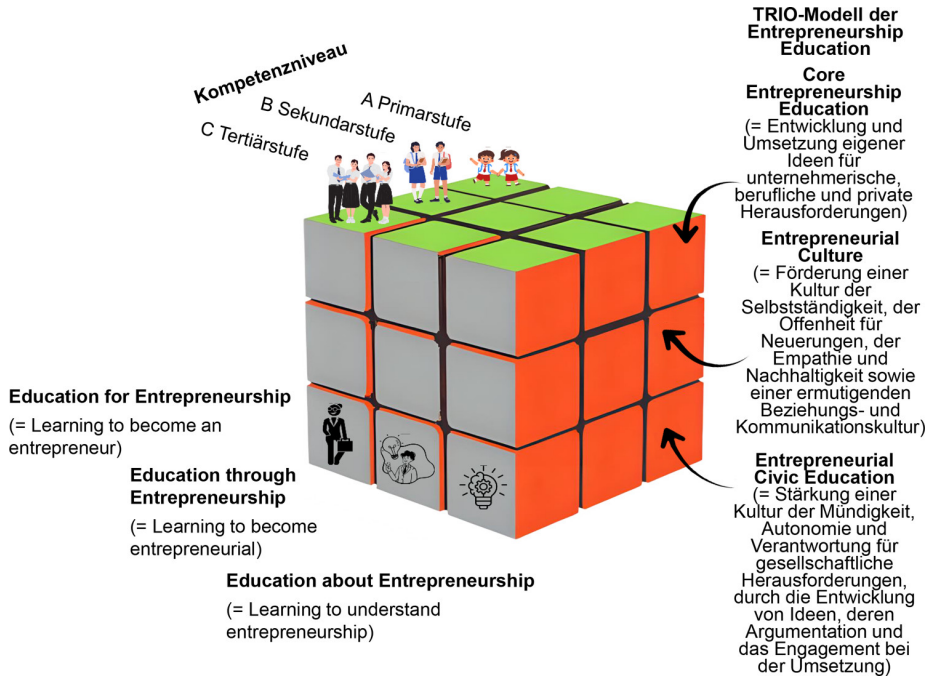 Kompetenzniveau
A Primarstufe
B Sekundarstufe
C Tertiärstufe
Education for Entrepreneurship
(= Learning to become an
entrepreneur)
Education through
Entrepreneurship
(= Learning to become
entrepreneurial)
Education about Entrepreneurship
(= Learning to understand
entrepreneurship)
TRIO-Modell der
Entrepreneurship
Education
Core
Entrepreneurship
Education
(= Entwicklung und
Umsetzung eigener
Ideen für
unternehmerische,
berufliche und private
Herausforderungen)
Entrepreneurial
Culture
(= Förderung einer
Kultur der
Selbstständigkeit, der
Offenheit für
Neuerungen, der
Empathie und
Nachhaltigkeit sowie
einer ermutigenden
Beziehungs- und
Kommunikationskultur)
Entrepreneurial
Civic Education
(= Stärkung einer
Kultur der Mündigkeit,
Autonomie und
Verantwortung für
gesellschaftliche
Herausforderungen,
durch die Entwicklung
von Ideen, deren
Argumentation und
das Engagement bei
der Umsetzung)